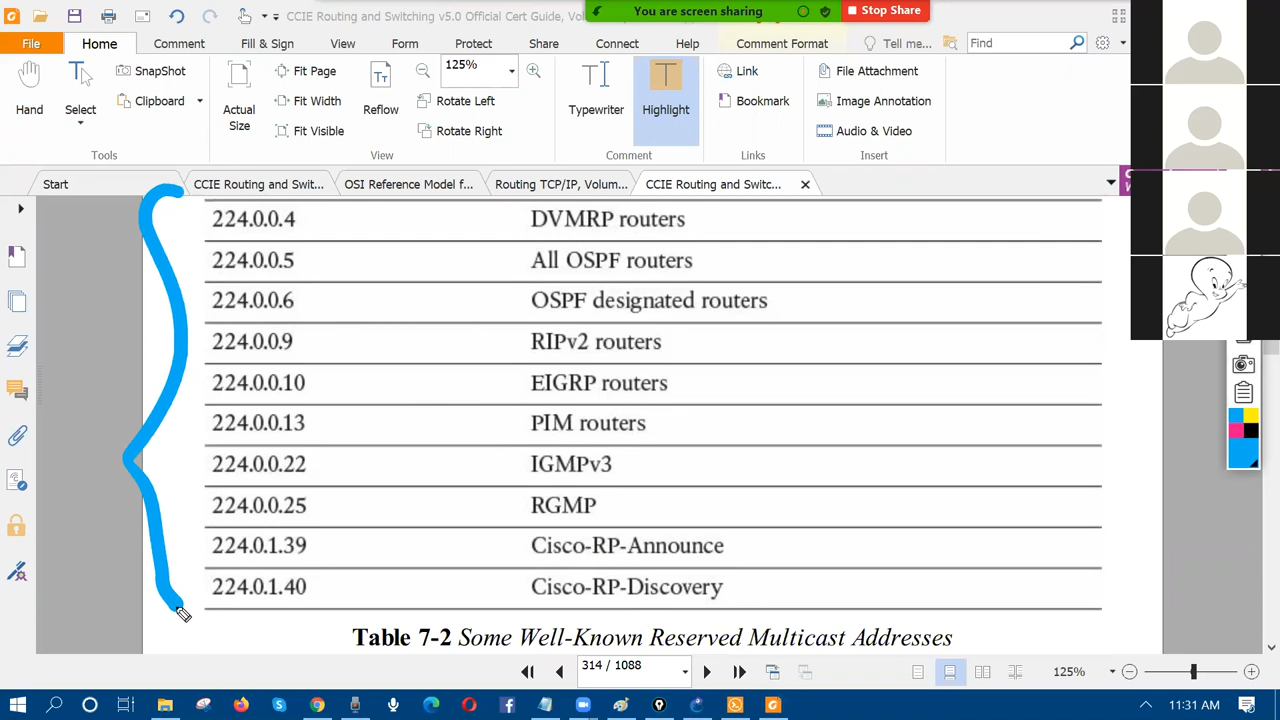 CCIE Routing and Switching v5.0 Official Cert Guide, Volu
You are screen sharing
Stop Share
File
Home
Comment
Fill & Sign
View
Form
Protect
Share
Connect
Help
Comment Format
Tell me...
Find
Hand
Select
SnapShot
Clipboard
Actual Size
Fit Page
Fit Width
Fit Visible
Reflow
125%
Rotate Left
Rotate Right
Typewriter
Highlight
Link
Bookmark
File Attachment
Image Annotation
Audio & Video
Tools
View
Comment
Links
Insert
Start
CCIE Routing and Swit...
OSI Reference Model f...
Routing TCP/IP, Volum...
CCIE Routing and Switc...
224.0.0.4 DVMRP routers
224.0.0.5 All OSPF routers
224.0.0.6 OSPF designated routers
224.0.0.9 RIPv2 routers
224.0.0.10 EIGRP routers
224.0.0.13 PIM routers
224.0.0.22 IGMPv3
224.0.0.25 RGMP
224.0.1.39 Cisco-RP-Announce
224.0.1.40 Cisco-RP-Discovery
Table 7-2 Some Well-Known Reserved Multicast Addresses
314 / 1088
125%
11:31 AM